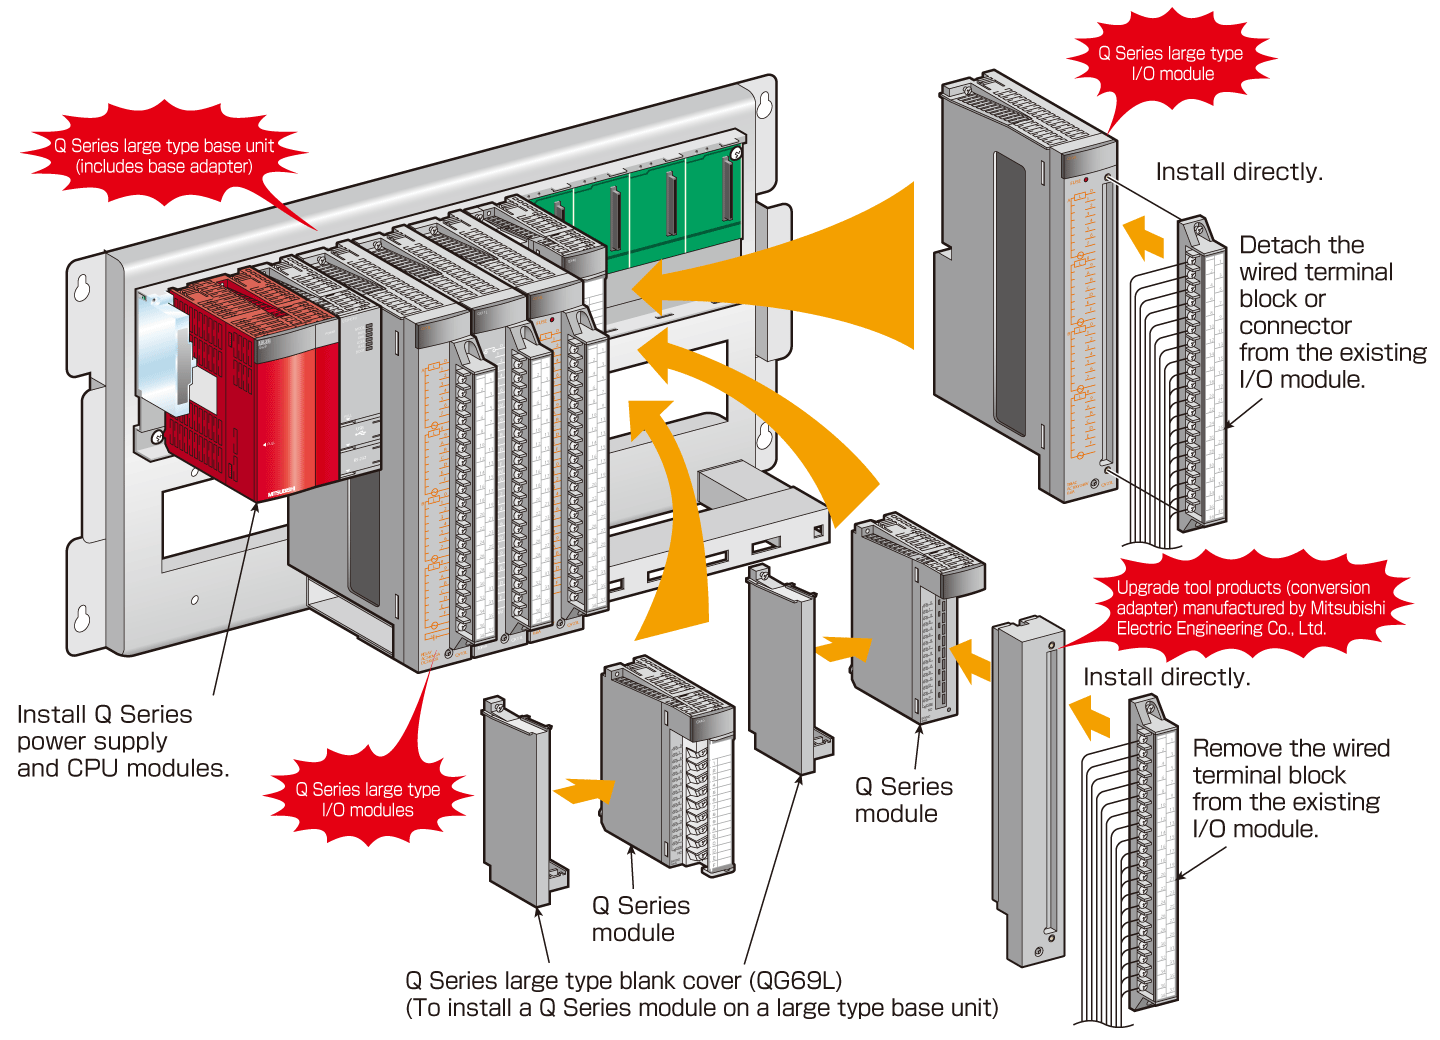 Q Series large type
I/O module
Q Series large type base unit
(includes base adapter)
Install directly.
Detach the
wired terminal
block or
connector
from the existing
I/O module.
MITSUBISHI
Upgrade tool products (conversion
adapter) manufactured by Mitsubishi
Electric Engineering Co., Ltd.
Install directly.
Install Q Series
power supply
and CPU modules.
Q Series large type
I/O modules
Remove the wired
terminal block
from the existing
I/O module.
Q Series
module
Q Series
module
Q Series large type blank cover (QG69L)
(To install a Q Series module on a large type base unit)